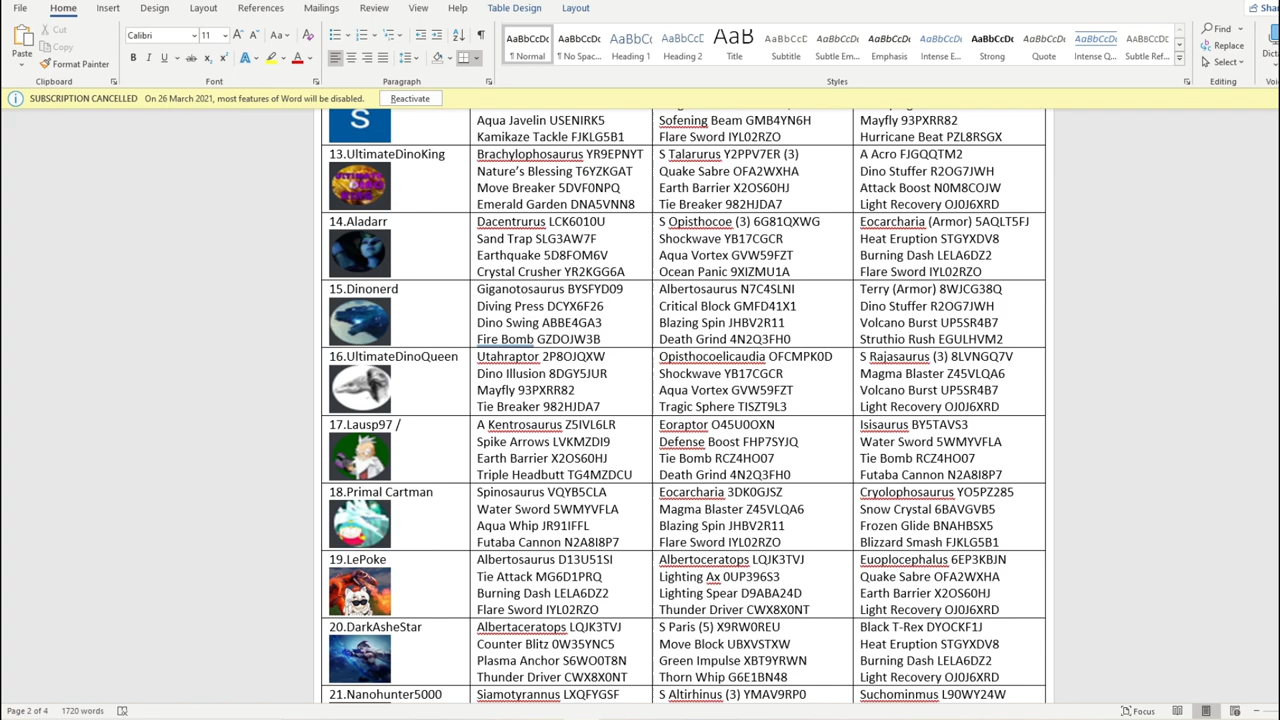 File Home Insert Design Layout References Mailings Review View Help Table Design Layout
Cut
Copy
Paste
Format Painter
Calibri 11
AaBbCcDc AaBbCcDc AaBbCc AaBbCcD AaB AaBbCcD AaBbCcDc AaBbCcDc AaBbCcDc AaBbCcDc AaBbCcDc AaBbCcDc AaBbCcDc
¶ Normal ¶ No Spac... Heading 1 Heading 2 Title Subtitle Subtle Em... Emphasis Intense E... Strong Quote Intense Q... Subtle Ref...
Find
Replace
Select
Clipboard Font Paragraph Styles Editing
SUBSCRIPTION CANCELLED On 26 March 2021, most features of Word will be disabled. Reactivate
S
Aqua Javelin USENIRK5 Sofening Beam GMB4YN6H Mayfly 93PXRR82
Kamikaze Tackle FJKLG5B1 Flare Sword IYL02RZO Hurricane Beat PZL8RSGX
13.UltimateDinoKing Brachylophosaurus YR9EPNYT S Talarurus Y2PPV7ER (3) A Acro FJGQQTM2
Nature's Blessing T6YZKGAT Quake Sabre OFA2WXHA Dino Stuffer R2OG7JWH
Move Breaker 5DVF0NPQ Earth Barrier X2OS60HJ Attack Boost N0M8COJW
Emerald Garden DNA5VNN8 Tie Breaker 982HJDA7 Light Recovery OJ0J6XRD
14.Aladarr Dacentrurus LCK6010U S Opisthocoe (3) 6G81QXWG Eocarcharia (Armor) 5AQLT5FJ
Sand Trap SLG3AW7F Shockwave YB17CGCR Heat Eruption STGYXDV8
Earthquake 5D8FOM6V Aqua Vortex GVW59FZT Burning Dash LELA6DZ2
Crystal Crusher YR2KGG6A Ocean Panic 9XIZMU1A Flare Sword IYL02RZO
15.Dinonerd Giganotosaurus BYSFYD09 Albertosaurus N7C4SLNI Terry (Armor) 8WJCG38Q
Diving Press DCYX6F26 Critical Block GMFD41X1 Dino Stuffer R2OG7JWH
Dino Swing ABBE4GA3 Blazing Spin JHBV2R11 Volcano Burst UP5SR4B7
Fire Bomb GZDOJW3B Death Grind 4N2Q3FH0 Struthio Rush EGULHVM2
16.UltimateDinoQueen Utahraptor 2P8OJQXW Opisthocoelicaudia OFCMPK0D S Rajasaurus (3) 8LVNGQ7V
Dino Illusion 8DGY5JUR Shockwave YB17CGCR Magma Blaster Z45VLQA6
Mayfly 93PXRR82 Aqua Vortex GVW59FZT Volcano Burst UP5SR4B7
Tie Breaker 982HJDA7 Tragic Sphere TISZT9L3 Light Recovery OJ0J6XRD
17.Lausp97 / A Kentrosaurus Z5IVL6LR Eoraptor O45U0OXN Isisaurus BY5TAVS3
Spike Arrows LVKMZDI9 Defense Boost FHP7SYJQ Water Sword 5WMYVFLA
Earth Barrier X2OS60HJ Tie Bomb RCZ4HO07 Tie Bomb RCZ4HO07
Triple Headbutt TG4MZDCU Death Grind 4N2Q3FH0 Futaba Cannon N2A8I8P7
18.Primal Cartman Spinosaurus VQYB5CLA Eocarcharia 3DK0GJSZ Cryolophosaurus YO5PZ285
Water Sword 5WMYVFLA Magma Blaster Z45VLQA6 Snow Crystal 6BAVGVB5
Aqua Whip JR91IFFL Blazing Spin JHBV2R11 Frozen Glide BNAHBSX5
Futaba Cannon N2A8I8P7 Flare Sword IYL02RZO Blizzard Smash FJKLG5B1
19.LePoke Albertosaurus D13U51SI Albertoceratops LQJK3TVJ Euoplocephalus 6EP3KBJN
Tie Attack MG6D1PRQ Lighting Ax 0UP396S3 Quake Sabre OFA2WXHA
Burning Dash LELA6DZ2 Lighting Spear D9ABA24D Earth Barrier X2OS60HJ
Flare Sword IYL02RZO Thunder Driver CWX8X0NT Light Recovery OJ0J6XRD
20.DarkAsheStar Albertaceratops LQJK3TVJ S Paris (5) X9RW0REU Black T-Rex DYOCKF1J
Counter Blitz 0W35YNC5 Move Block UBXVSTXW Heat Eruption STGYXDV8
Plasma Anchor S6WO0T8N Green Impulse XBT9YRWN Burning Dash LELA6DZ2
Thunder Driver CWX8X0NT Thorn Whip G6E1BN48 Light Recovery OJ0J6XRD
21.Nanohunter5000 Siamotyrannus LXQFYGSF S Altirhinus (3) YMAV9RP0 Suchominmus L90WY24W
Page 2 of 4 1720 words Focus